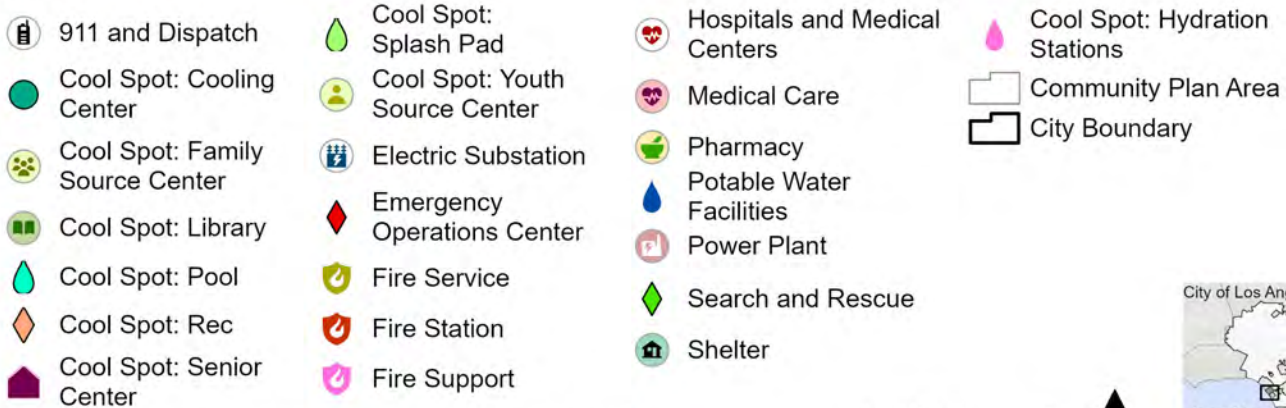 911 and Dispatch
Cool Spot: Cooling
Center
Cool Spot: Family
Source Center
Cool Spot: Library
Cool Spot: Pool
Cool Spot: Rec
Cool Spot: Senior
Center
Cool Spot:
Splash Pad
Cool Spot: Youth
Source Center
Electric Substation
Emergency
Operations Center
Fire Service
Fire Station
Fire Support
Hospitals and Medical
Centers
Medical Care
Pharmacy
Potable Water
Facilities
Power Plant
Search and Rescue
Shelter
Cool Spot: Hydration
Stations
Community Plan Area
City Boundary
City of Los Ang